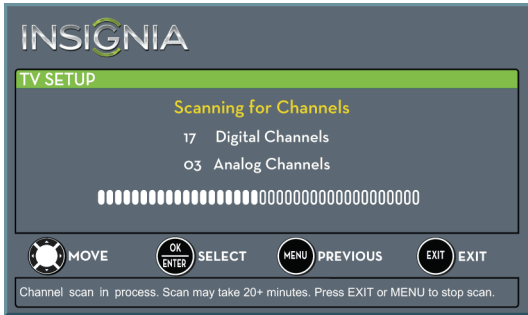 INSIGNIA
TV SETUP
Scanning for Channels
17 Digital Channels
03 Analog Channels
MOVE OK ENTER SELECT MENU PREVIOUS EXIT EXIT
Channel scan in process. Scan may take 20+ minutes. Press EXIT or MENU to stop scan.